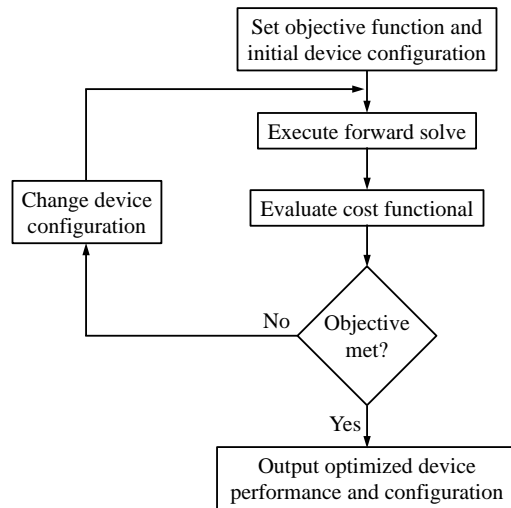 Set objective function and
initial device configuration
Execute forward solve
Change device
configuration
Evaluate cost functional
No
Objective
met?
Yes
Output optimized device
performance and configuration